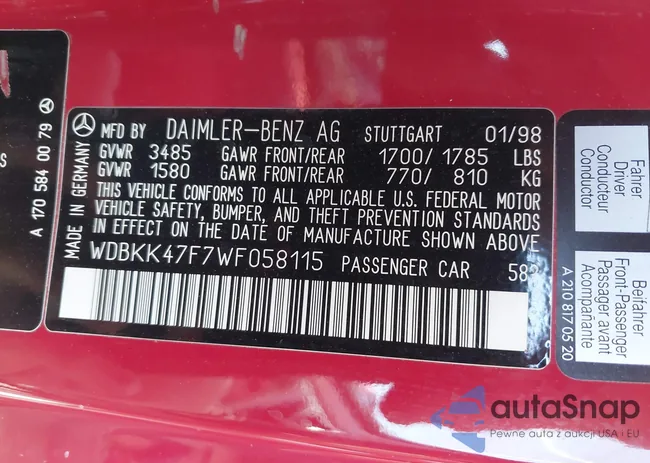 S
A 170 584 00 79
MADE IN GERMANY
MFD BY DAIMLER-BENZ AG STUTTGART 01/98
GVWR 3485 GAWR FRONT/REAR 1700/ 1785 LBS
GVWR 1580 GAWR FRONT/REAR 770/ 810 KG
THIS VEHICLE CONFORMS TO ALL APPLICABLE U.S. FEDERAL MOTOR
VEHICLE SAFETY, BUMPER, AND THEFT PREVENTION STANDARDS
IN EFFECT ON THE DATE OF MANUFACTURE SHOWN ABOVE
WDBKK47F7WF058115 PASSENGER CAR 58
Fahrer
Driver
Conducteur
Conductor
Beifahrer
Front-Passenger
Passager avant
Acompañante
A 210 817 05 20
autaSnap
Pewne auta z aukcji USA i EU